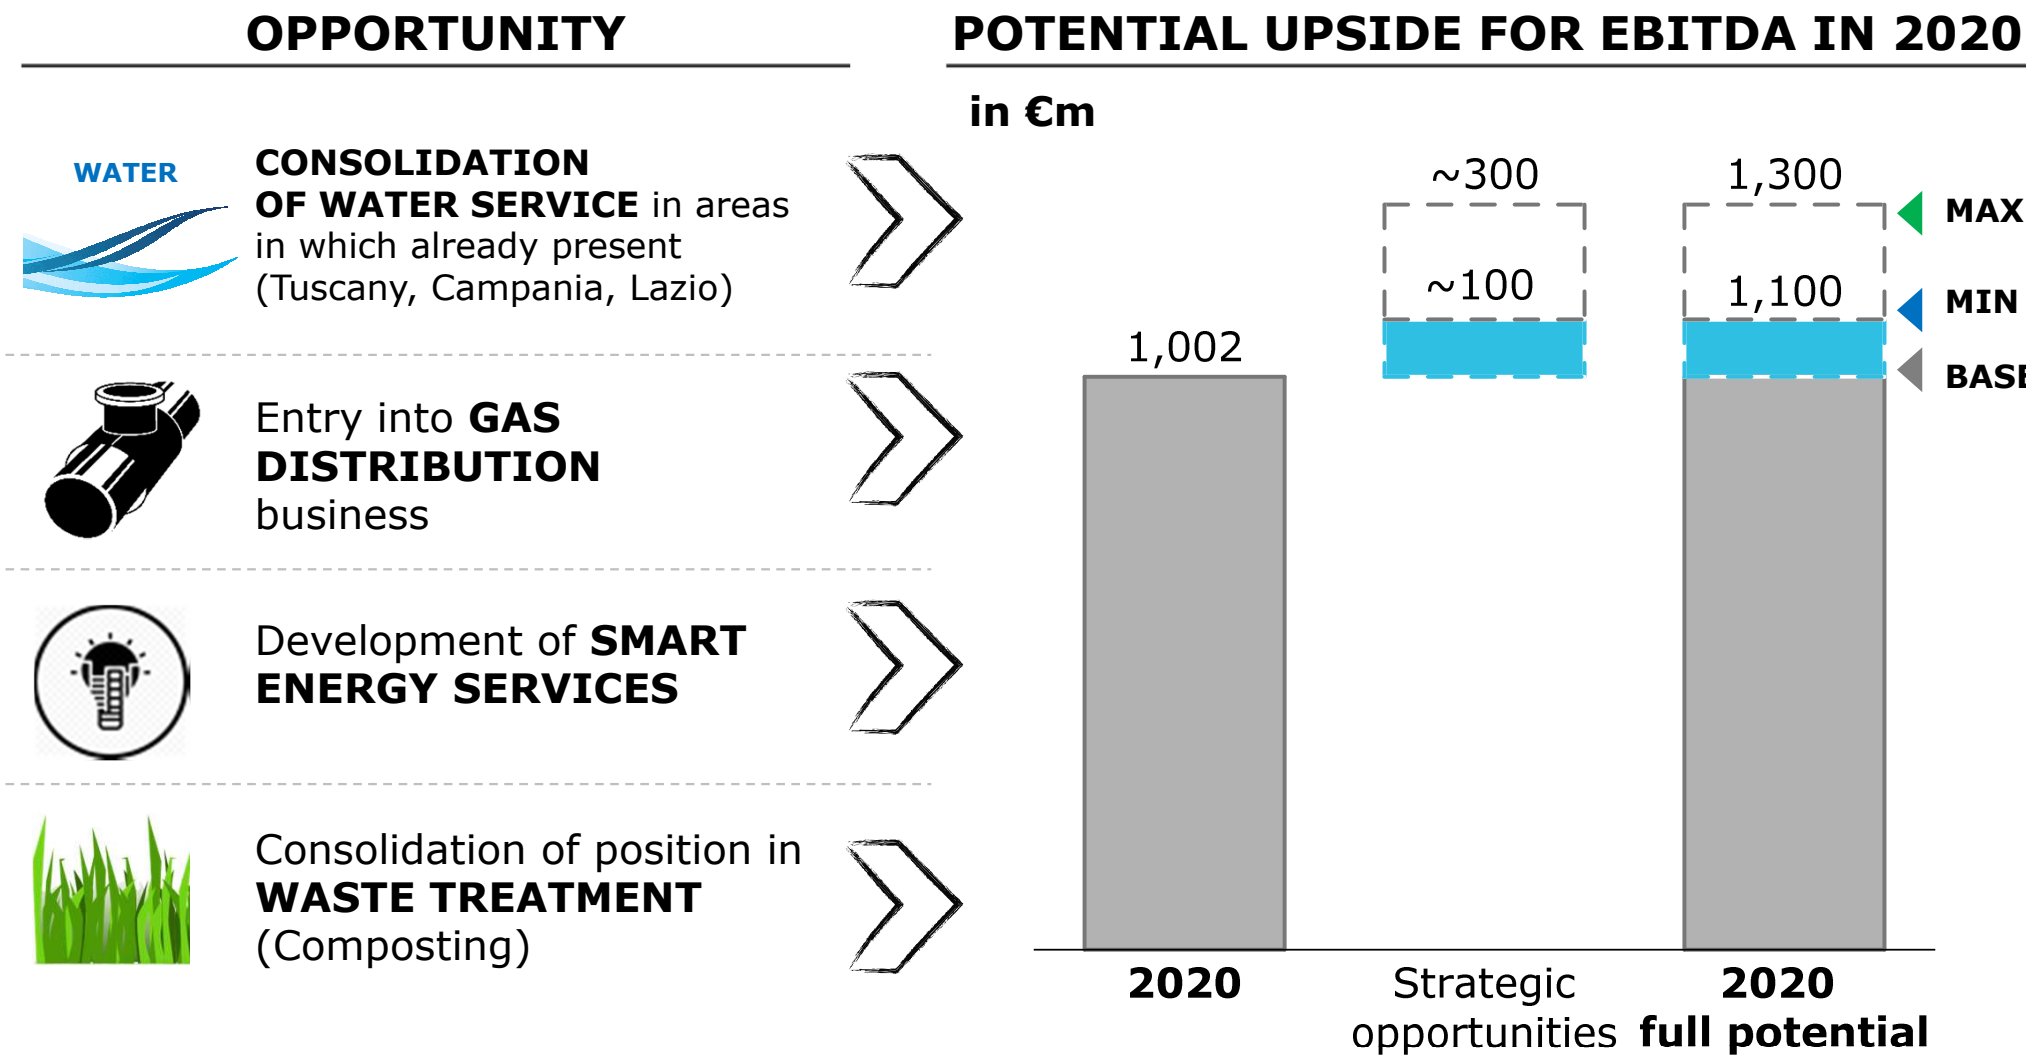 OPPORTUNITY
WATER
CONSOLIDATION
OF WATER SERVICE in areas
in which already present
(Tuscany, Campania, Lazio)
Entry into GAS
DISTRIBUTION
business
Development of SMART
ENERGY SERVICES
Consolidation of position in
WASTE TREATMENT
(Composting)
POTENTIAL UPSIDE FOR EBITDA IN 2020
in €m
~300
1,300
MAX
~100
1,100
MIN
1,002
BASE
2020
Strategic
opportunities
2020
full potential